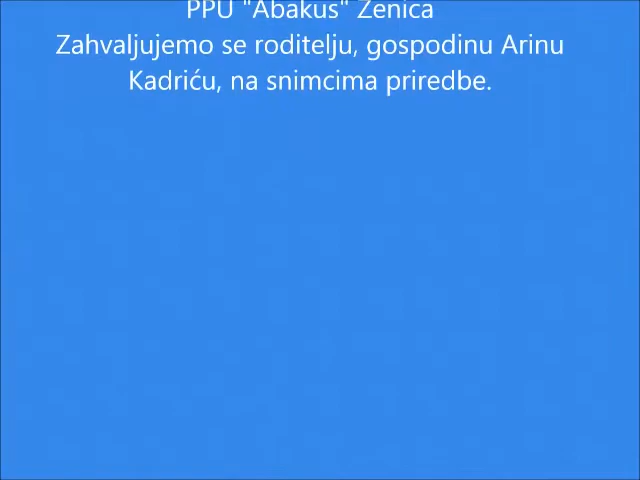 PPU "Abakus" Zenica
Zahvaljujemo se roditelju, gospodinu Arinu
Kadriću, na snimcima priredbe.